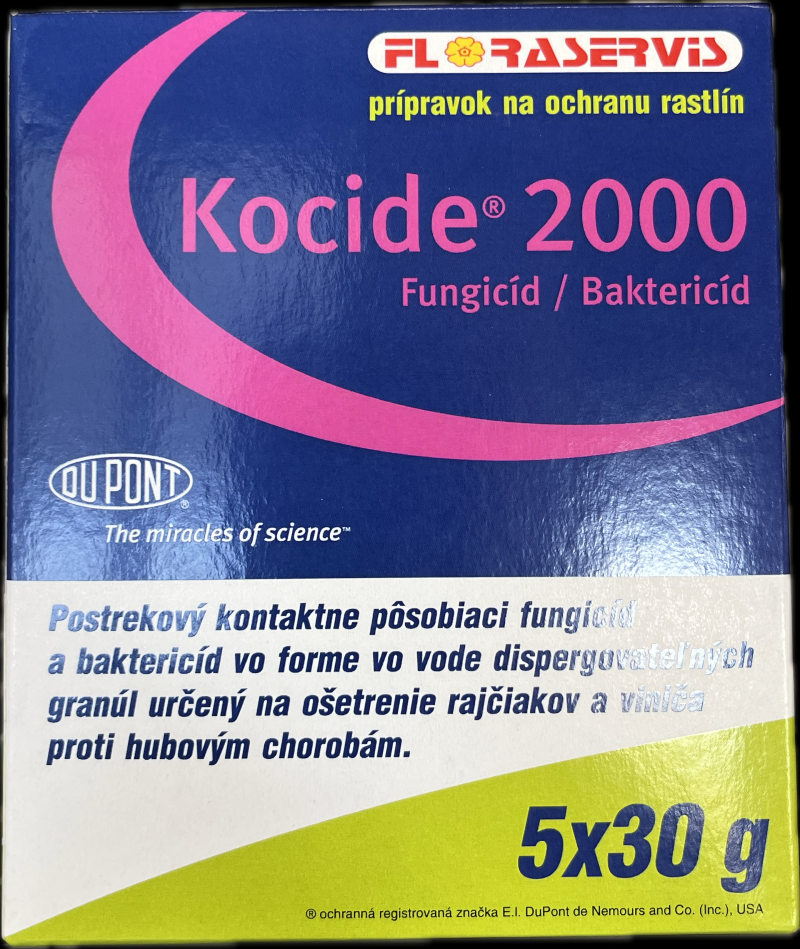 FLORASERVIS
prípravok na ochranu rastlín
Kocide® 2000
Fungicíd / Baktericíd
DU PONT®
The miracles of science™
Postrekový kontaktne pôsobiaci fungicíd
a baktericíd vo forme vo vode dispergovateľných
granúl určený na ošetrenie rajčiakov a viniča
proti hubovým chorobám.
5x30 g
® ochranná registrovaná značka E.I. DuPont de Nemours and Co. (Inc.), USA